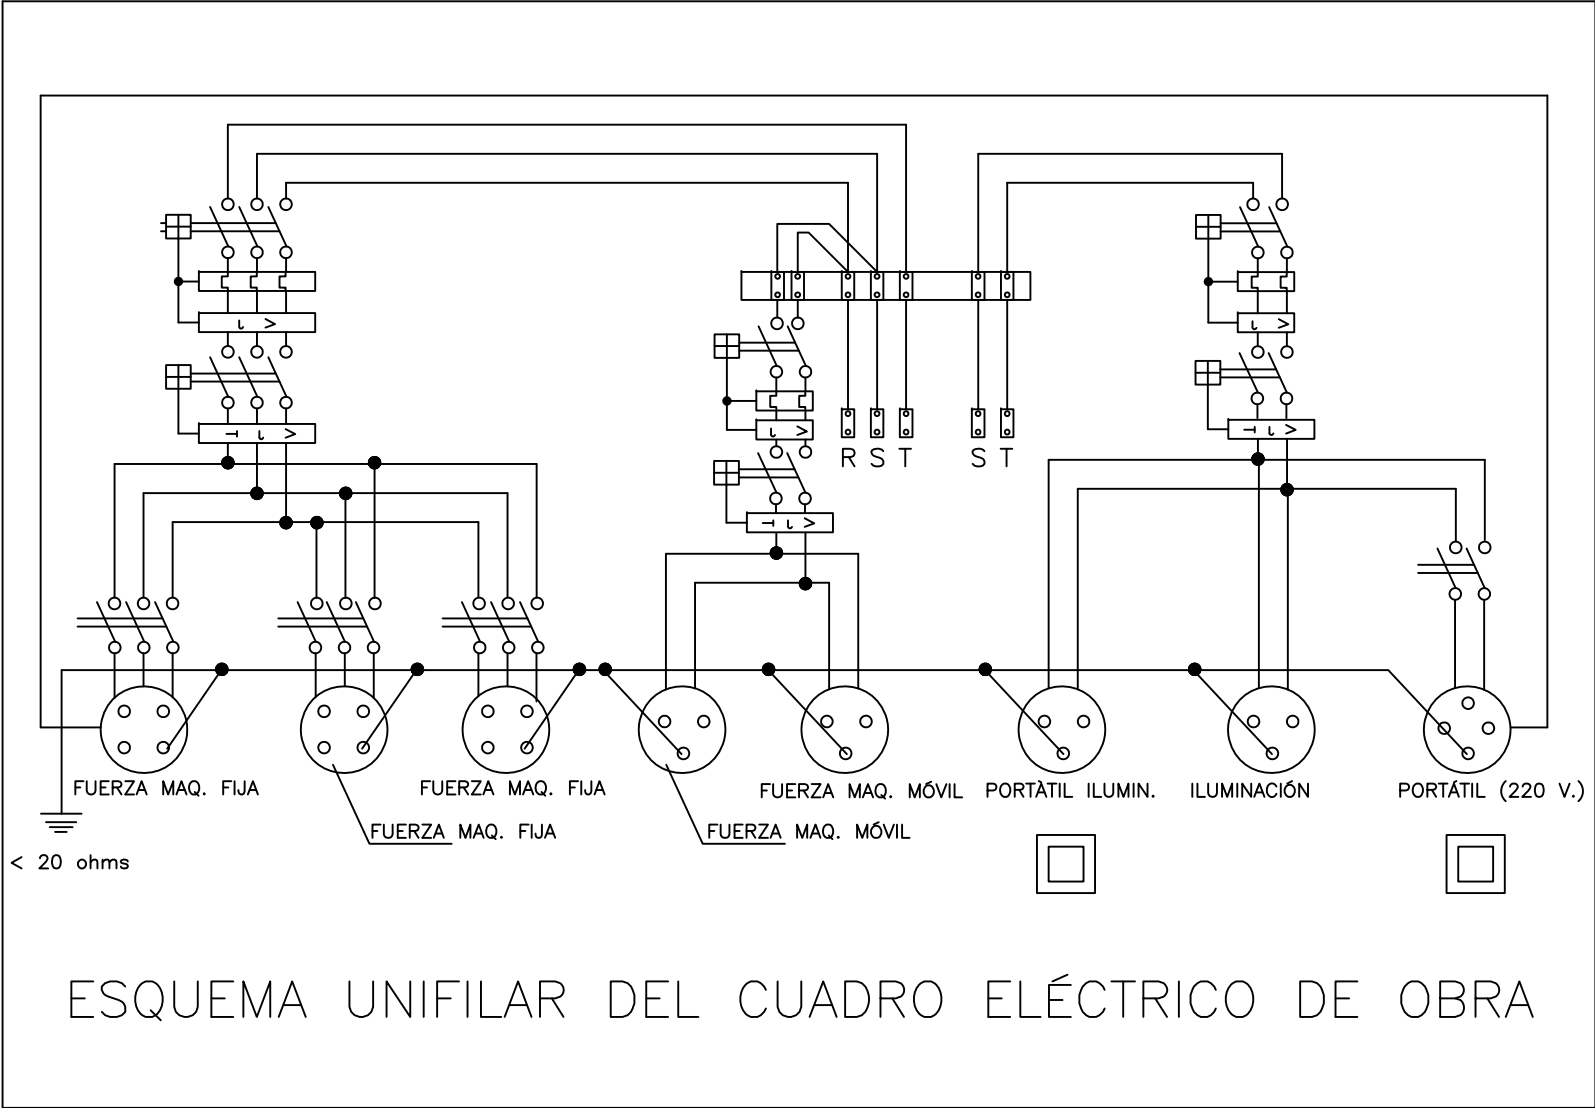 R S T S T
FUERZA MAQ. FIJA
FUERZA MAQ. FIJA
FUERZA MAQ. MÓVIL
PORTÀTIL ILUMIN.
ILUMINACIÓN
PORTÁTIL (220 V.)
FUERZA MAQ. FIJA
FUERZA MAQ. MÓVIL
< 20 ohms
ESQUEMA UNIFILAR DEL CUADRO ELÉCTRICO DE OBRA